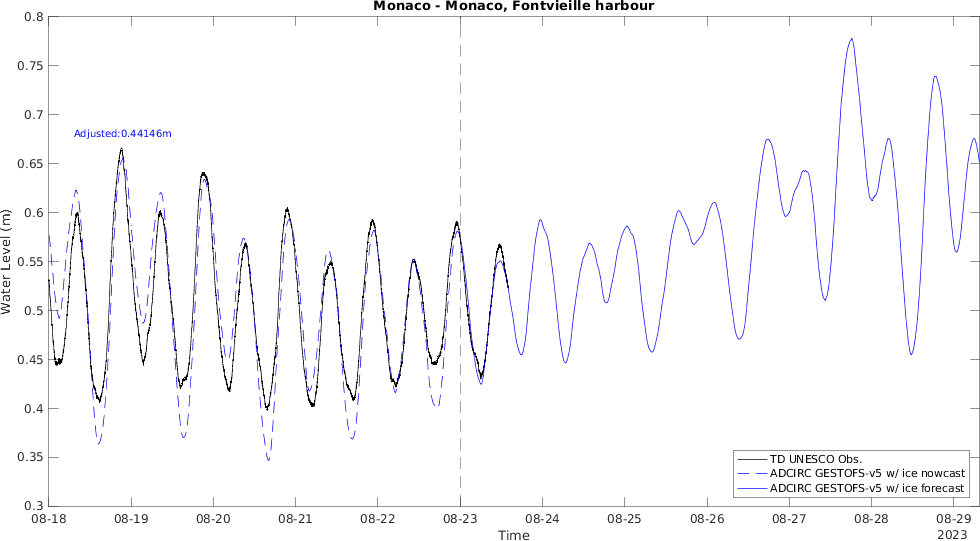 Monaco - Monaco, Fontvieille harbour
0.8
0.75
0.7
0.65
0.6
0.55
0.5
0.45
0.4
0.35
0.3
Water Level (m)
Adjusted:0.44146m
TD UNESCO Obs.
ADCIRC GESTOFS-v5 w/ ice nowcast
ADCIRC GESTOFS-v5 w/ ice forecast
08-18 08-19 08-20 08-21 08-22 08-23 08-24 08-25 08-26 08-27 08-28 08-29
Time
2023